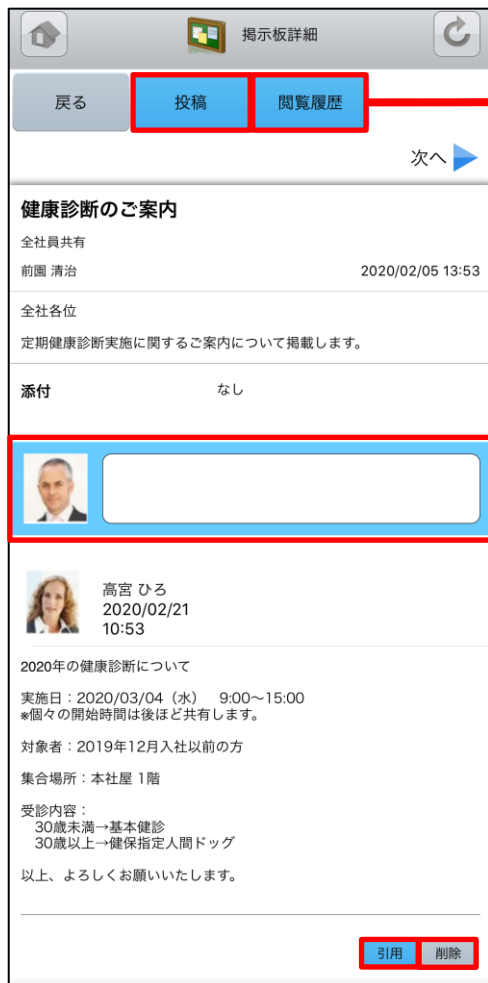 掲示板詳細
戻る 投稿 閲覧履歴
次へ
健康診断のご案内
全社員共有
前園 清治 2020/02/05 13:53
全社各位
定期健康診断実施に関するご案内について掲載します。
添付 なし
高宮 ひろ
2020/02/21
10:53
2020年の健康診断について
実施日：2020/03/04（水） 9:00～15:00
※個々の開始時間は後ほど共有します。
対象者：2019年12月入社以前の方
集合場所：本社屋 1階
受診内容：
30歳未満→基本健診
30歳以上→健保指定人間ドッグ
以上、よろしくお願いいたします。
引用 削除